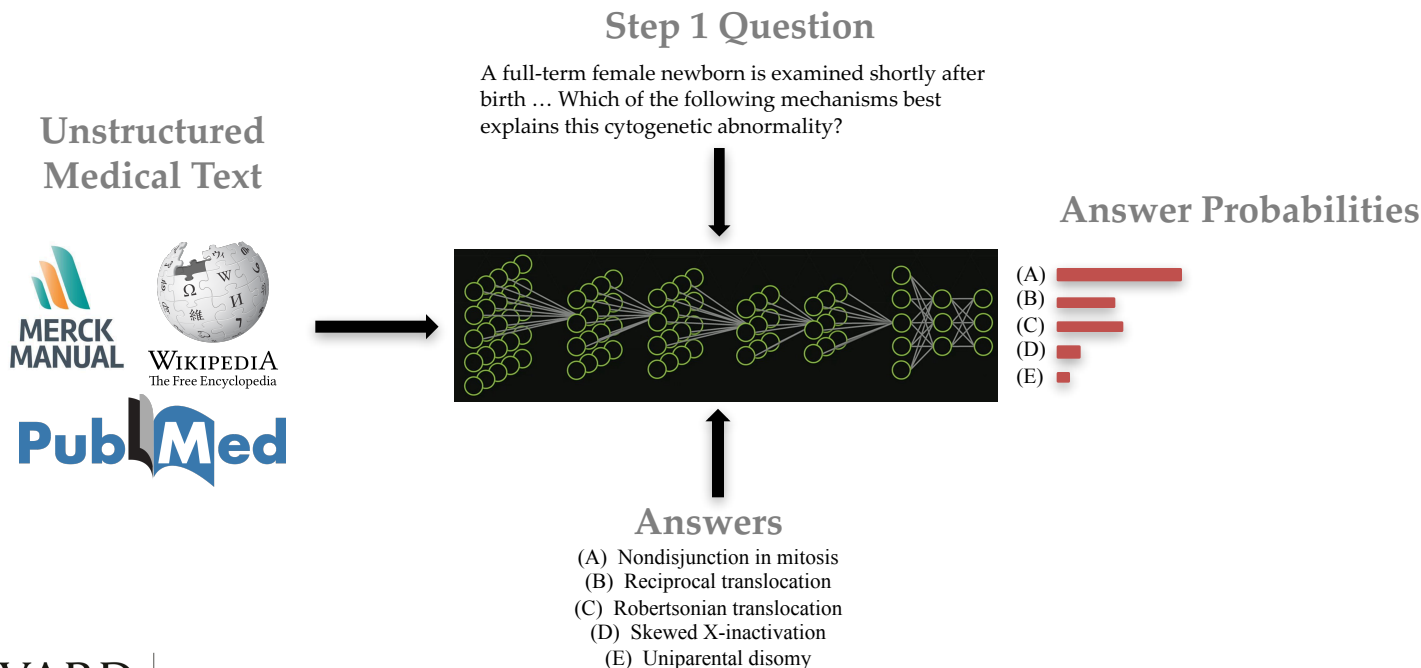 Step 1 Question
A full-term female newborn is examined shortly after
birth … Which of the following mechanisms best
explains this cytogenetic abnormality?
Unstructured
Medical Text
MERCK
MANUAL
Ω
W
И
維
7
WIKIPEDIA
The Free Encyclopedia
PubMed
Answer Probabilities
(A)
(B)
(C)
(D)
(E)
Answers
(A) Nondisjunction in mitosis
(B) Reciprocal translocation
(C) Robertsonian translocation
(D) Skewed X-inactivation
(E) Uniparental disomy